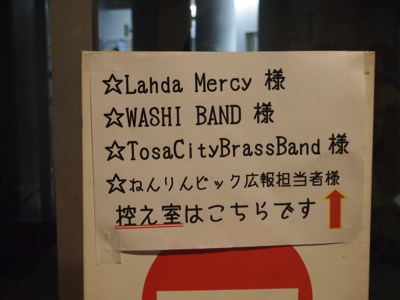 ☆Lahda Mercy 様
☆WASHI BAND 様
☆TosaCityBrassBand 様
☆ねんりんピック広報担当者様
控え室はこちらです